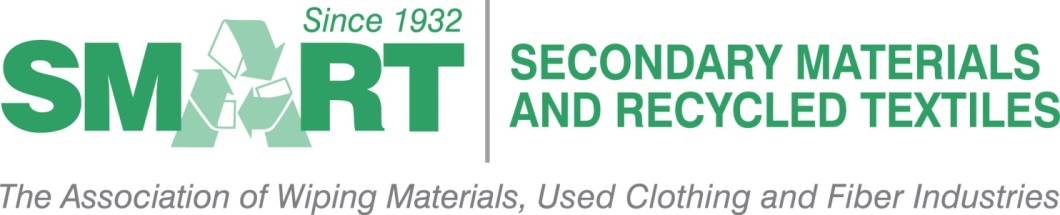 Since 1932
SMART
SECONDARY MATERIALS
AND RECYCLED TEXTILES
The Association of Wiping Materials, Used Clothing and Fiber Industries